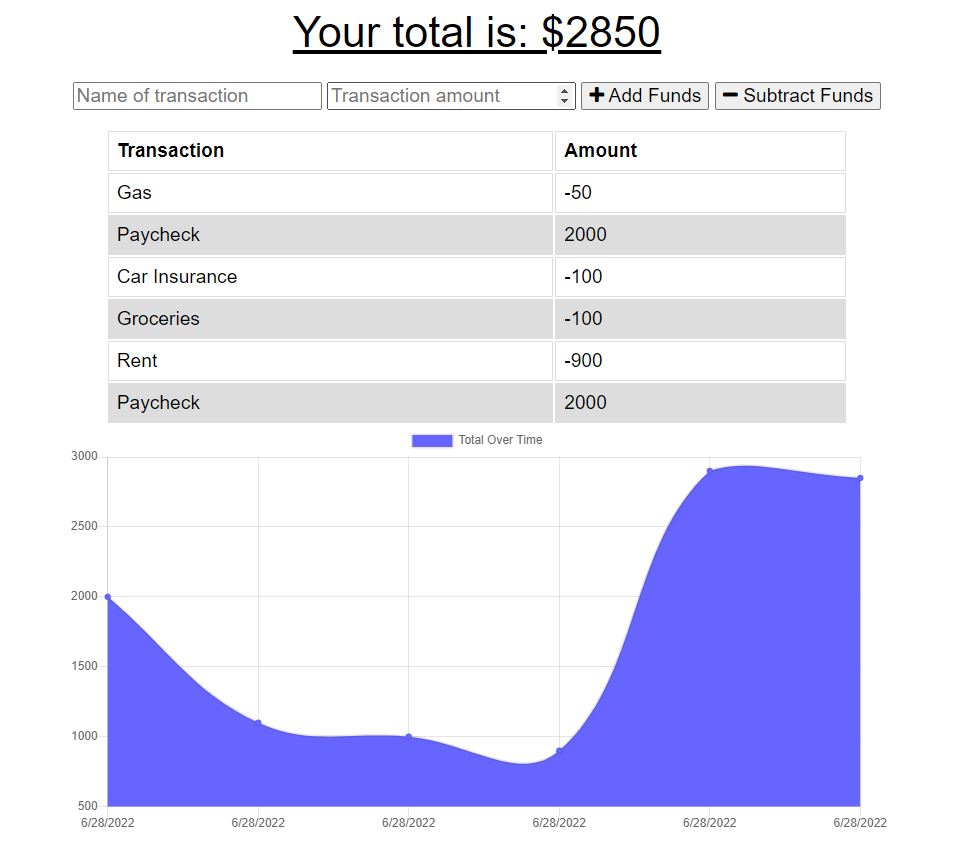 Your total is: $2850
Name of transaction Transaction amount Add Funds Subtract Funds
Transaction Amount
Gas -50
Paycheck 2000
Car Insurance -100
Groceries -100
Rent -900
Paycheck 2000
Total Over Time
3000
2500
2000
1500
1000
500
6/28/2022 6/28/2022 6/28/2022 6/28/2022 6/28/2022 6/28/2022